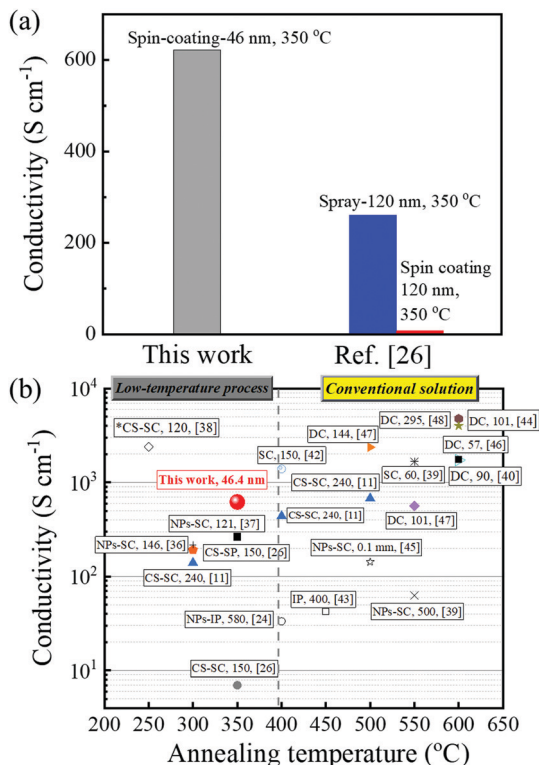 (a)
Spin-coating-46 nm, 350 °C
600
400
200
0
Conductivity (S cm⁻¹)
Spray-120 nm, 350 °C
Spin coating
120 nm,
350 °C
This work
Ref. [26]
(b)
Low-temperature process
Conventional solution
10⁴
10³
10²
10¹
Conductivity (S cm⁻¹)
*CS-SC, 120, [38]
DC, 295, [48]
DC, 101, [44]
DC, 144, [47]
DC, 57, [46]
SC, 150, [42]
SC, 60, [39]
DC, 90, [40]
This work, 46.4 nm
CS-SC, 240, [11]
NPs-SC, 121, [37]
CS-SC, 240, [11]
DC, 101, [47]
NPs-SC, 146, [36]
CS-SP, 150, [26]
NPs-SC, 0.1 mm, [45]
CS-SC, 240, [11]
IP, 400, [43]
NPs-IP, 580, [24]
NPs-SC, 500, [39]
CS-SC, 150, [26]
200 250 300 350 400 450 500 550 600 650
Annealing temperature (°C)